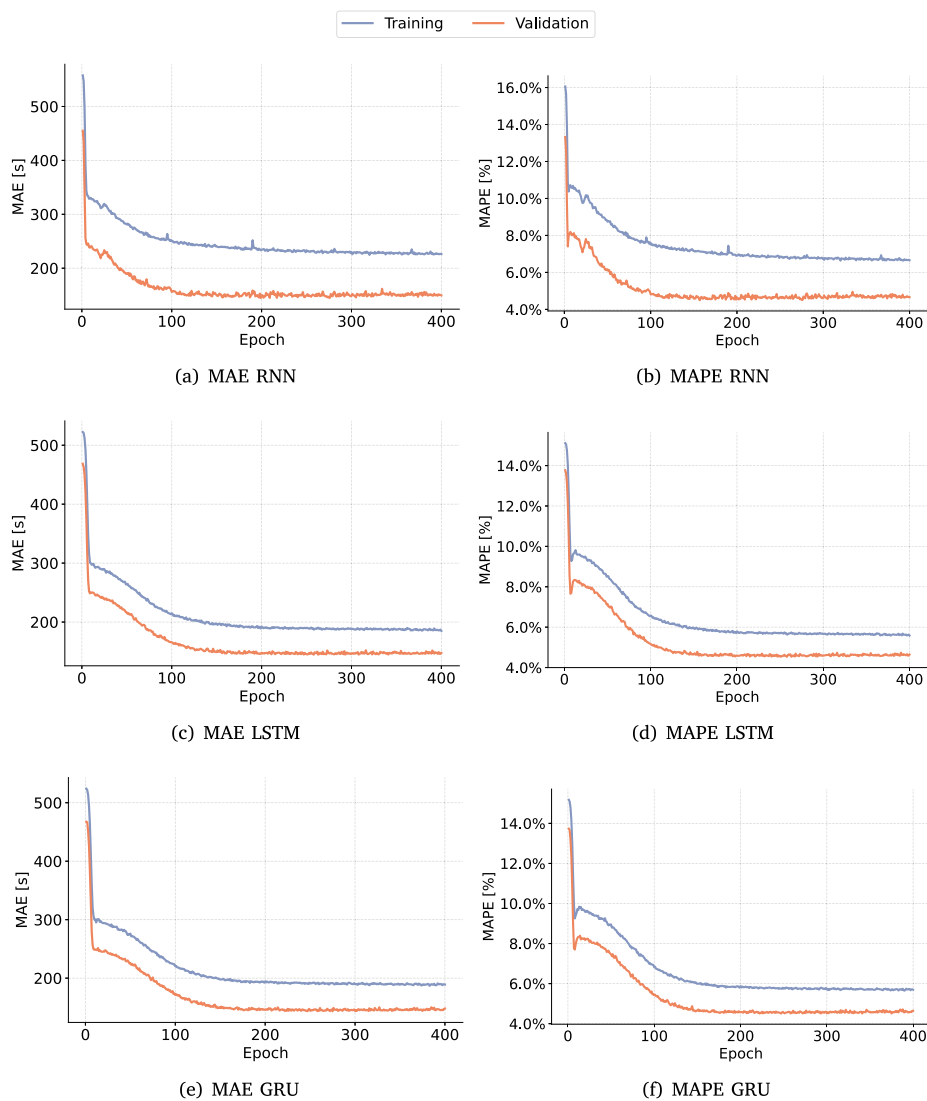 Training Validation
500
400
300
200
MAE [s]
0 100 200 300 400
Epoch
(a) MAE RNN
16.0%
14.0%
12.0%
10.0%
8.0%
6.0%
4.0%
MAPE [%]
0 100 200 300 400
Epoch
(b) MAPE RNN
500
400
300
200
MAE [s]
0 100 200 300 400
Epoch
(c) MAE LSTM
14.0%
12.0%
10.0%
8.0%
6.0%
4.0%
MAPE [%]
0 100 200 300 400
Epoch
(d) MAPE LSTM
500
400
300
200
MAE [s]
0 100 200 300 400
Epoch
(e) MAE GRU
14.0%
12.0%
10.0%
8.0%
6.0%
4.0%
MAPE [%]
0 100 200 300 400
Epoch
(f) MAPE GRU